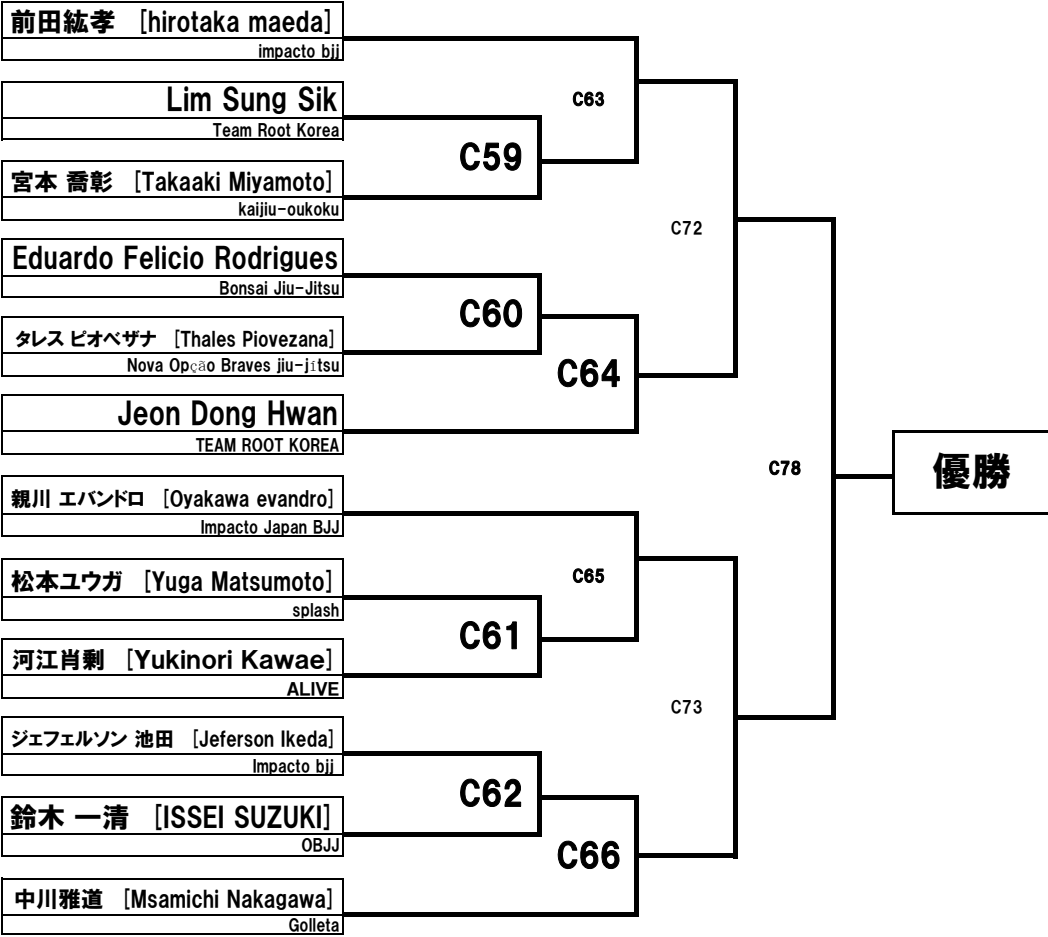 前田紘孝 [hirotaka maeda]
impacto bjj
C63
Lim Sung Sik
Team Root Korea
C59
宮本 喬彰 [Takaaki Miyamoto]
kaijiu-oukoku
C72
Eduardo Felicio Rodrigues
Bonsai Jiu-Jitsu
C60
タレス ピオベザナ [Thales Piovezana]
Nova Opção Braves jiu-jítsu
C64
Jeon Dong Hwan
TEAM ROOT KOREA
C78
優勝
親川 エバンドロ [Oyakawa evandro]
Impacto Japan BJJ
C65
松本ユウガ [Yuga Matsumoto]
splash
C61
河江肖剰 [Yukinori Kawae]
ALIVE
C73
ジェフェルソン 池田 [Jeferson Ikeda]
Impacto bjj
C62
鈴木 一清 [ISSEI SUZUKI]
OBJJ
C66
中川雅道 [Msamichi Nakagawa]
Golleta